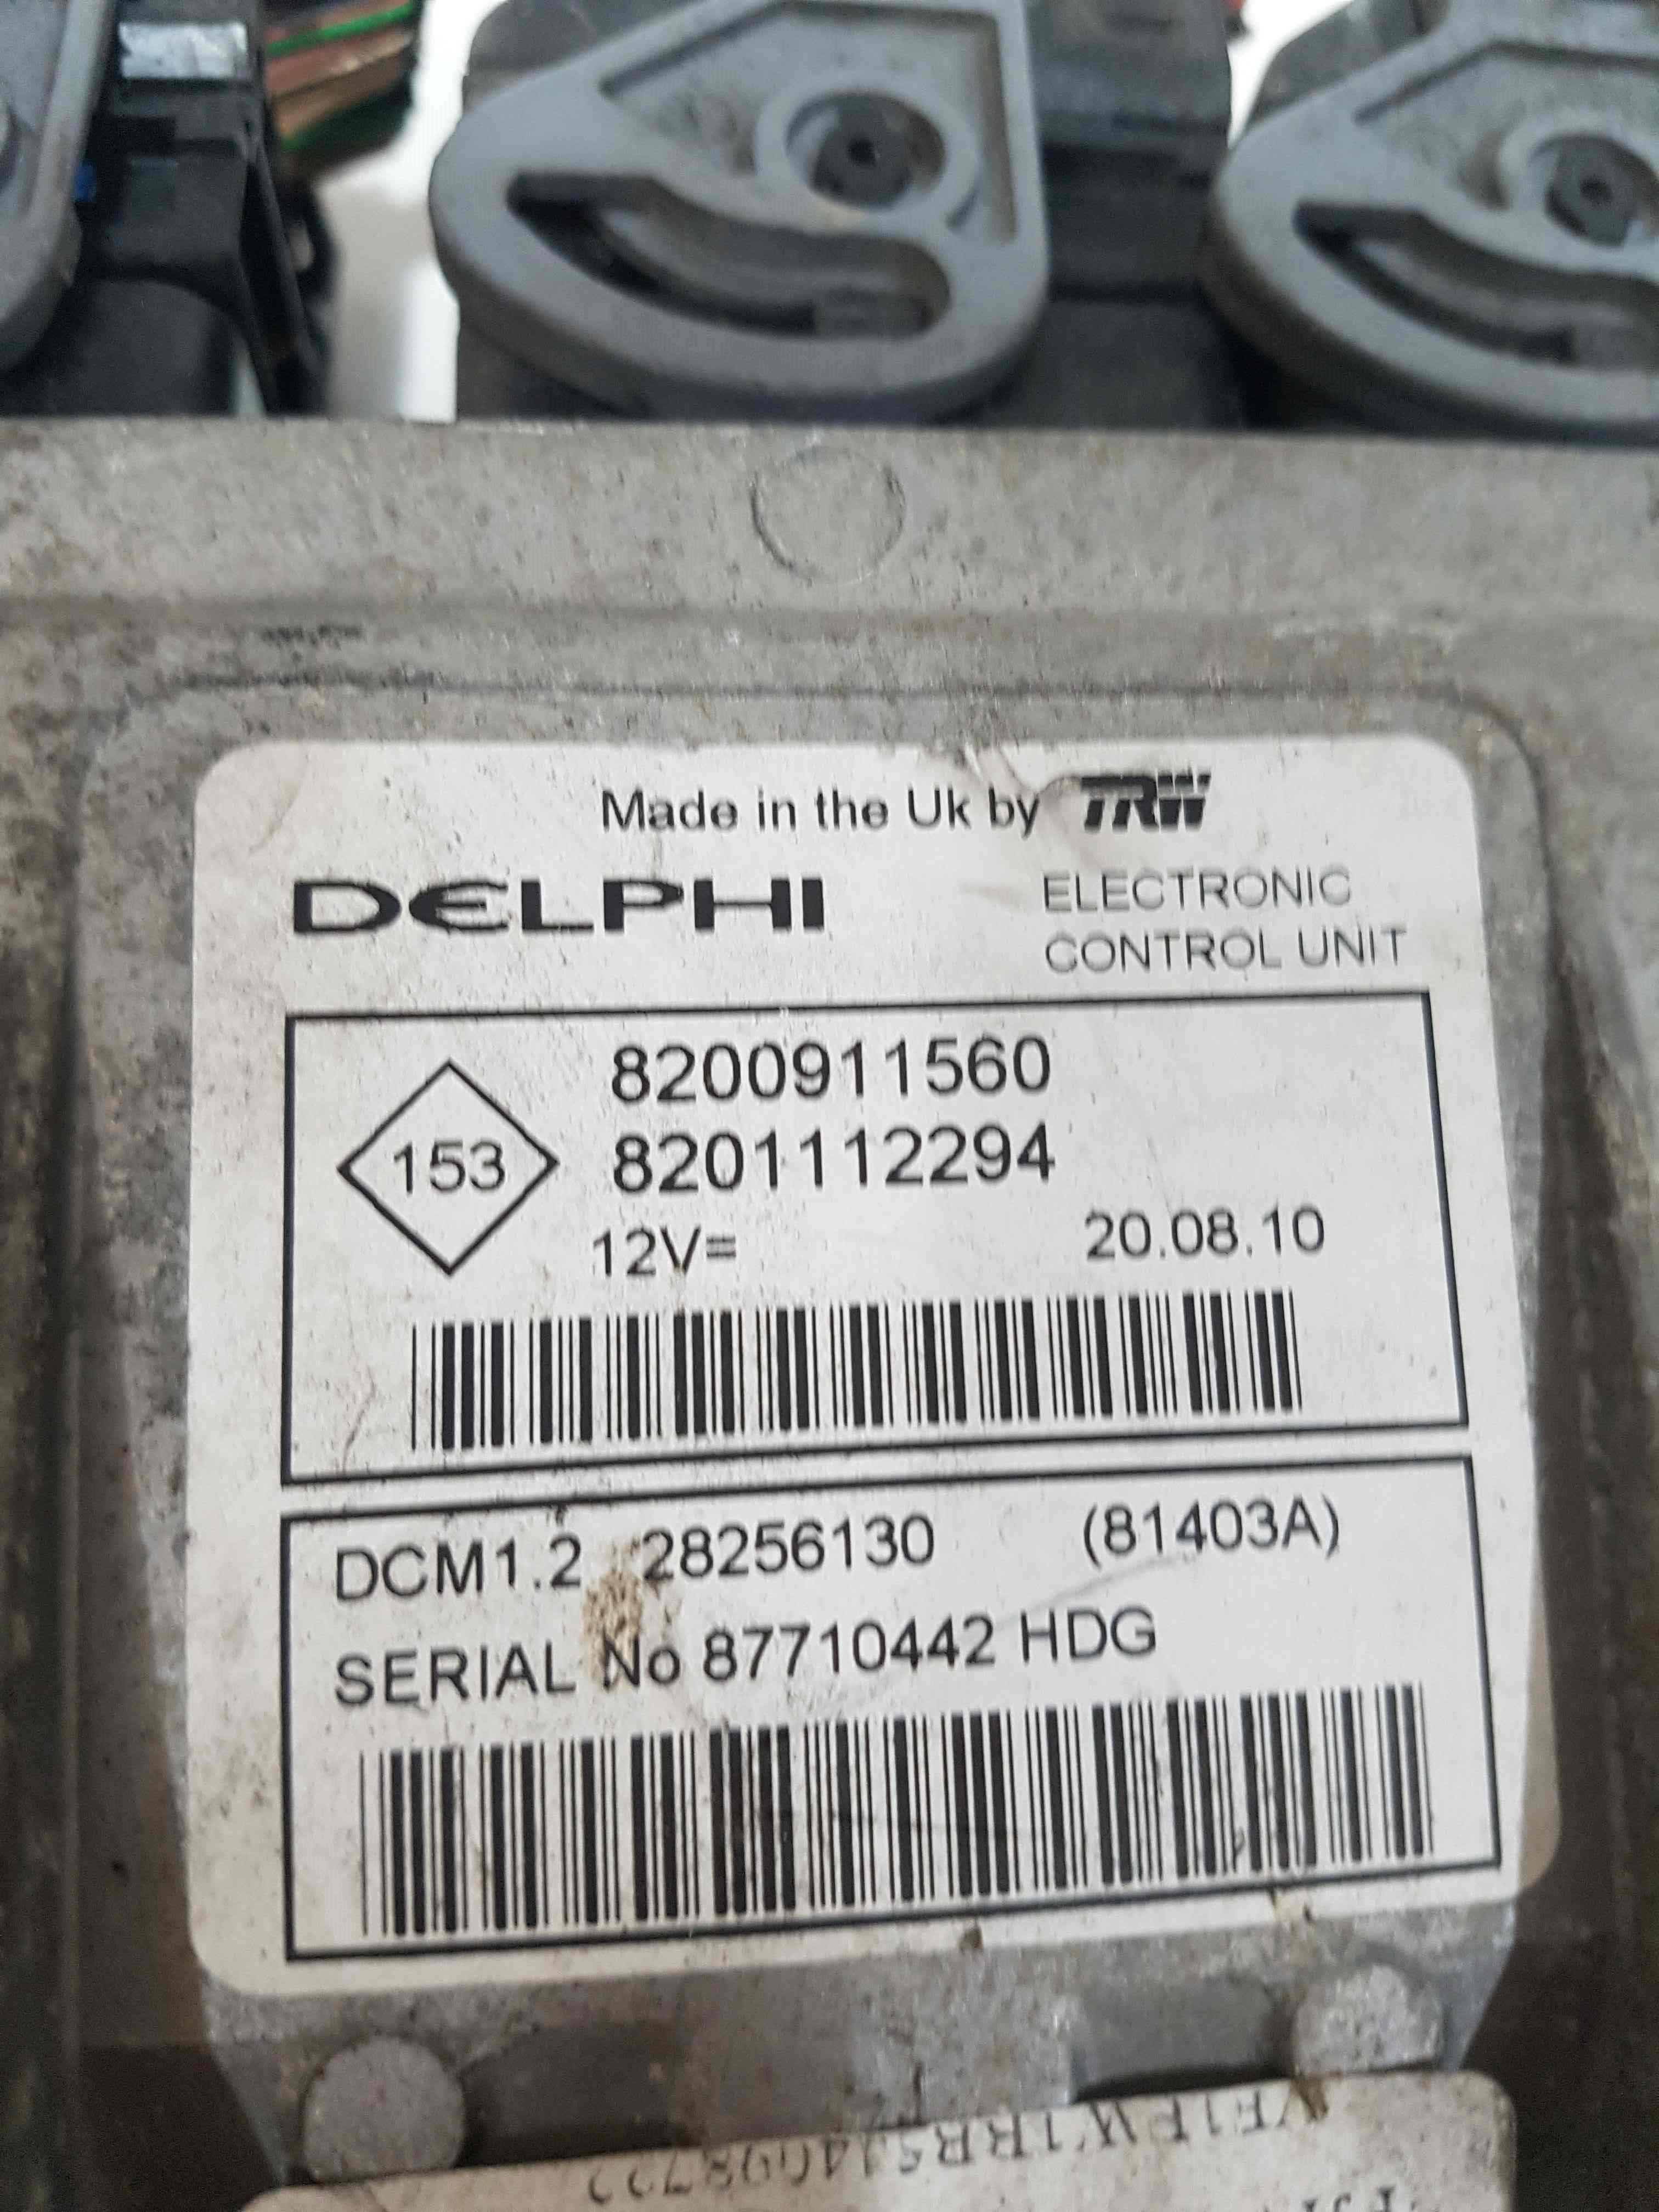 Made in the Uk by TRW
DELPHI
ELECTRONIC
CONTROL UNIT
153
8200911560
8201112294
12V=
20.08.10
DCM1.2 28256130 (81403A)
SERIAL No 87710442 HDG